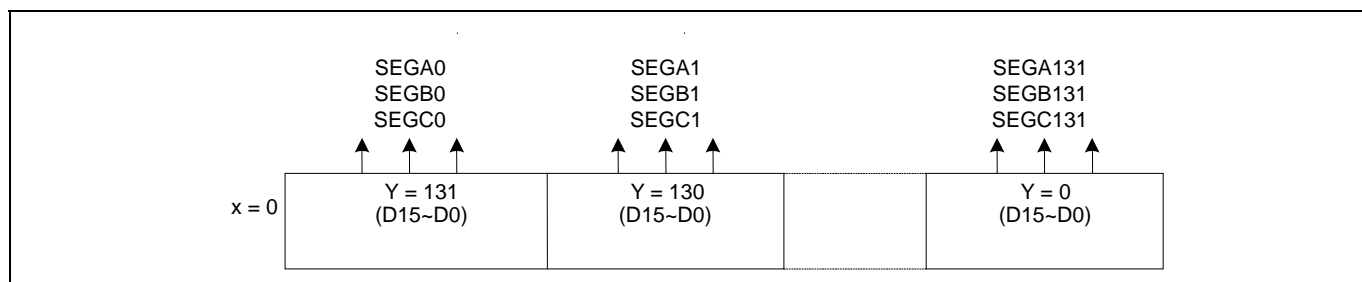 SEGA0 SEGA1 SEGA131
SEGB0 SEGB1 SEGB131
SEGC0 SEGC1 SEGC131
x = 0 Y = 131 Y = 130 Y = 0
(D15~D0) (D15~D0) (D15~D0)